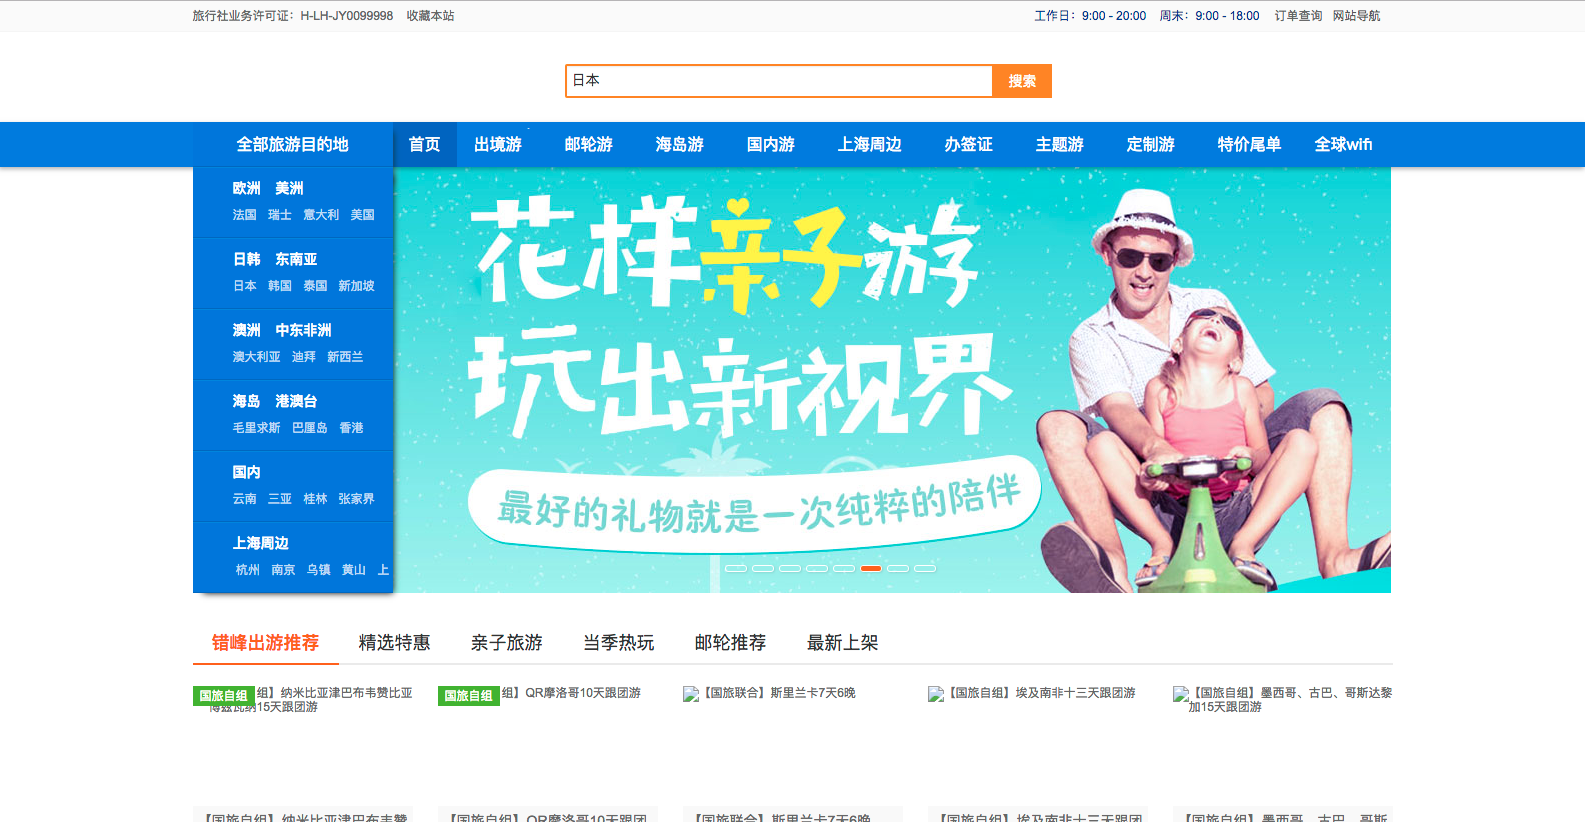 旅行社业务许可证：H-LH-JY0099998 收藏本站
工作日：9:00 - 20:00 周末：9:00 - 18:00 订单查询 网站导航
日本 搜索
全部旅游目的地 首页 出境游 邮轮游 海岛游 国内游 上海周边 办签证 主题游 定制游 特价尾单 全球wifi
欧洲 美洲
法国 瑞士 意大利 美国
日韩 东南亚
日本 韩国 泰国 新加坡
澳洲 中东非洲
澳大利亚 迪拜 新西兰
海岛 港澳台
毛里求斯 巴厘岛 香港
国内
云南 三亚 桂林 张家界
上海周边
杭州 南京 乌镇 黄山 上
花样亲子游
玩出新视界
最好的礼物就是一次纯粹的陪伴
错峰出游推荐 精选特惠 亲子旅游 当季热玩 邮轮推荐 最新上架
国旅自组 组】纳米比亚津巴布韦赞比亚
博兹瓦纳15天跟团游
国旅自组 组】QR摩洛哥10天跟团游
【国旅联合】斯里兰卡7天6晚
【国旅自组】埃及南非十三天跟团游
【国旅自组】墨西哥、古巴、哥斯达黎
加15天跟团游
【国旅自组】纳米比亚津巴布韦赞
【国旅自组】QR摩洛哥10天跟团
【国旅联合】斯里兰卡7天6晚
【国旅自组】埃及南非十三天跟团
【国旅自组】墨西哥、古巴、哥斯